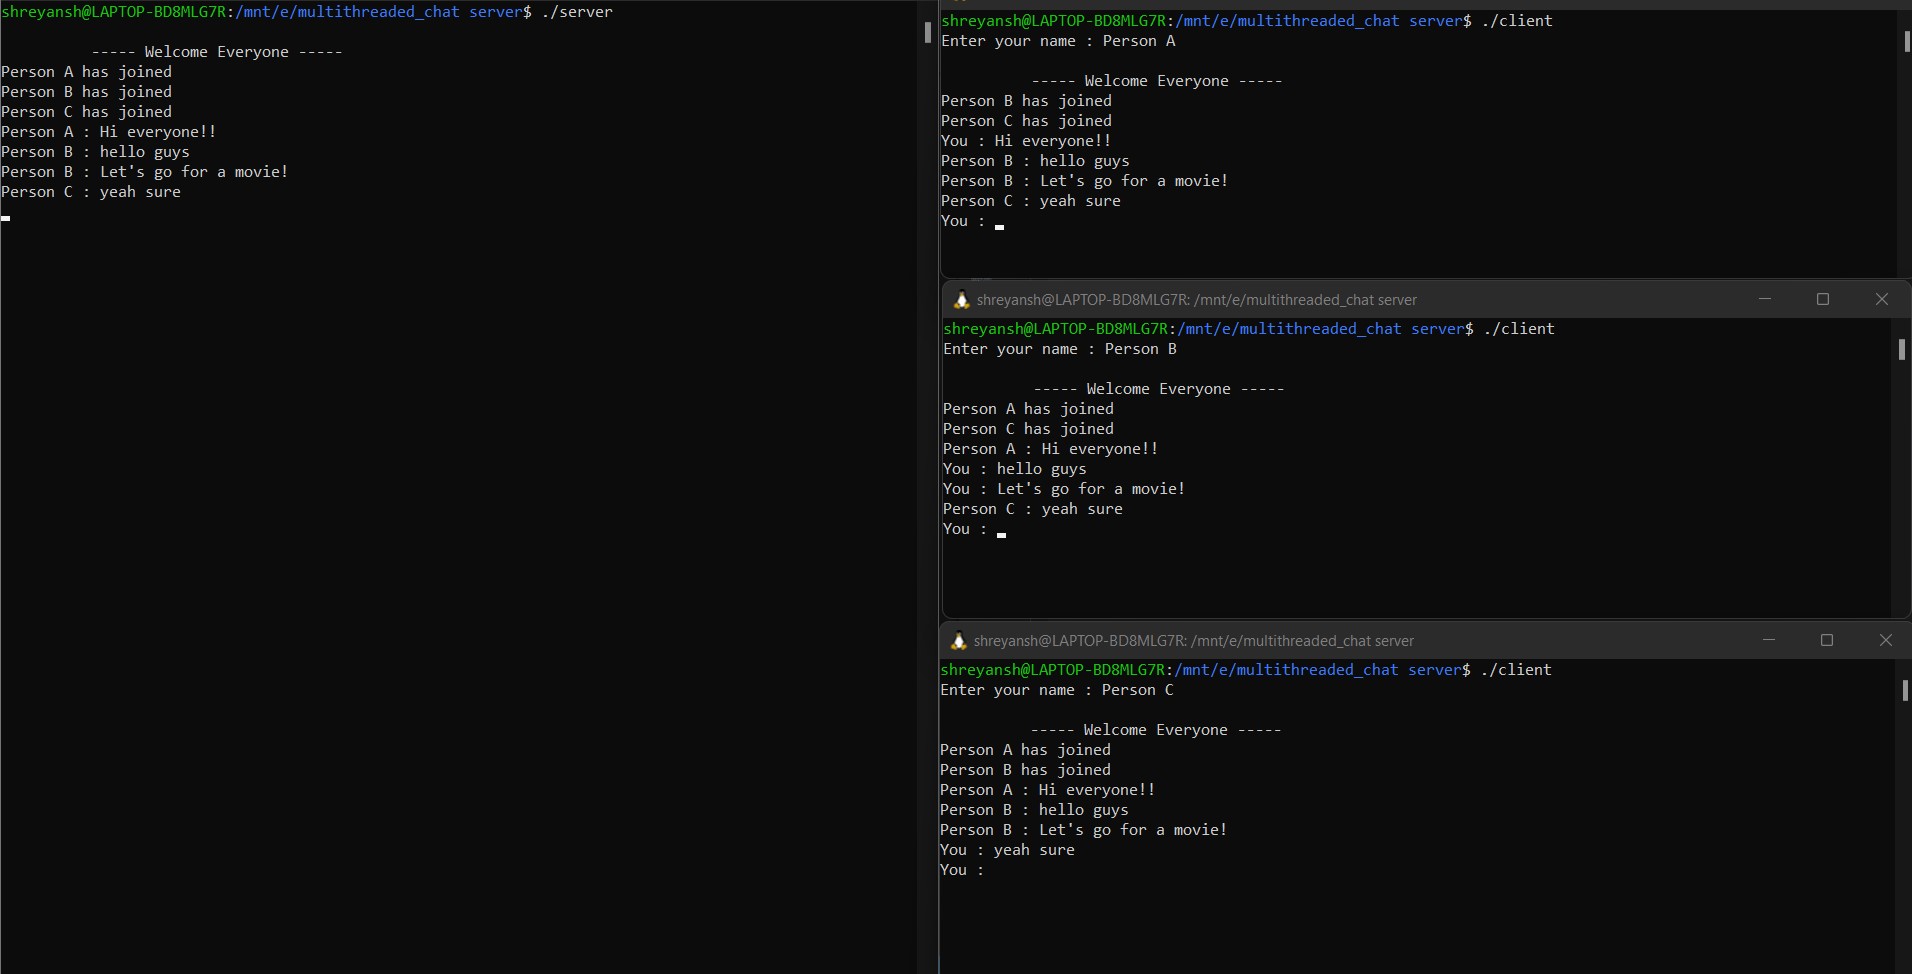 shreyansh@LAPTOP-BD8MLG7R:/mnt/e/multithreaded_chat server$ ./server
----- Welcome Everyone -----
Person A has joined
Person B has joined
Person C has joined
Person A : Hi everyone!!
Person B : hello guys
Person B : Let's go for a movie!
Person C : yeah sure
shreyansh@LAPTOP-BD8MLG7R:/mnt/e/multithreaded_chat server$ ./client
Enter your name : Person A
----- Welcome Everyone -----
Person B has joined
Person C has joined
You : Hi everyone!!
Person B : hello guys
Person B : Let's go for a movie!
Person C : yeah sure
You :
shreyansh@LAPTOP-BD8MLG7R: /mnt/e/multithreaded_chat server
shreyansh@LAPTOP-BD8MLG7R:/mnt/e/multithreaded_chat server$ ./client
Enter your name : Person B
----- Welcome Everyone -----
Person A has joined
Person C has joined
Person A : Hi everyone!!
You : hello guys
You : Let's go for a movie!
Person C : yeah sure
You :
shreyansh@LAPTOP-BD8MLG7R: /mnt/e/multithreaded_chat server
shreyansh@LAPTOP-BD8MLG7R:/mnt/e/multithreaded_chat server$ ./client
Enter your name : Person C
----- Welcome Everyone -----
Person A has joined
Person B has joined
Person A : Hi everyone!!
Person B : hello guys
Person B : Let's go for a movie!
You : yeah sure
You :